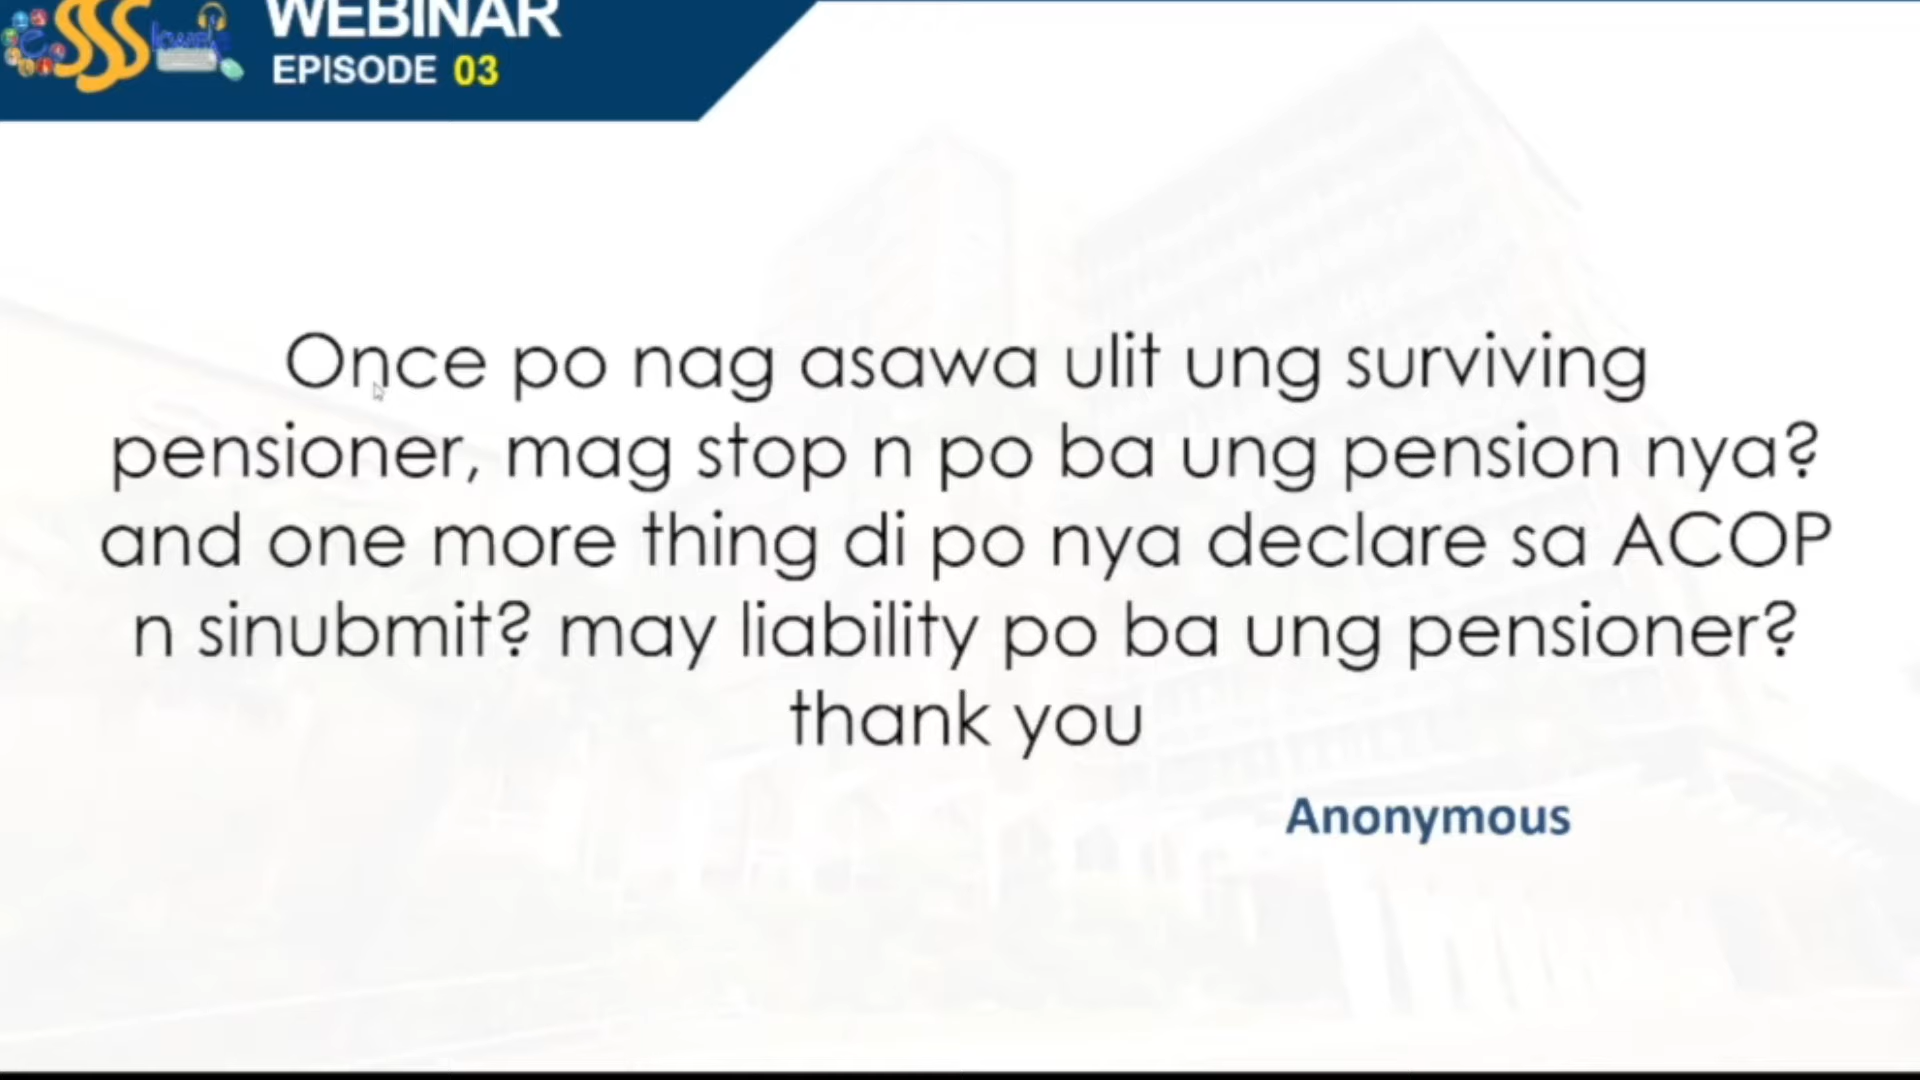 eSSSkwela
WEBINAR
EPISODE 03
Once po nag asawa ulit ung surviving
pensioner, mag stop n po ba ung pension nya?
and one more thing di po nya declare sa ACOP
n sinubmit? may liability po ba ung pensioner?
thank you
Anonymous